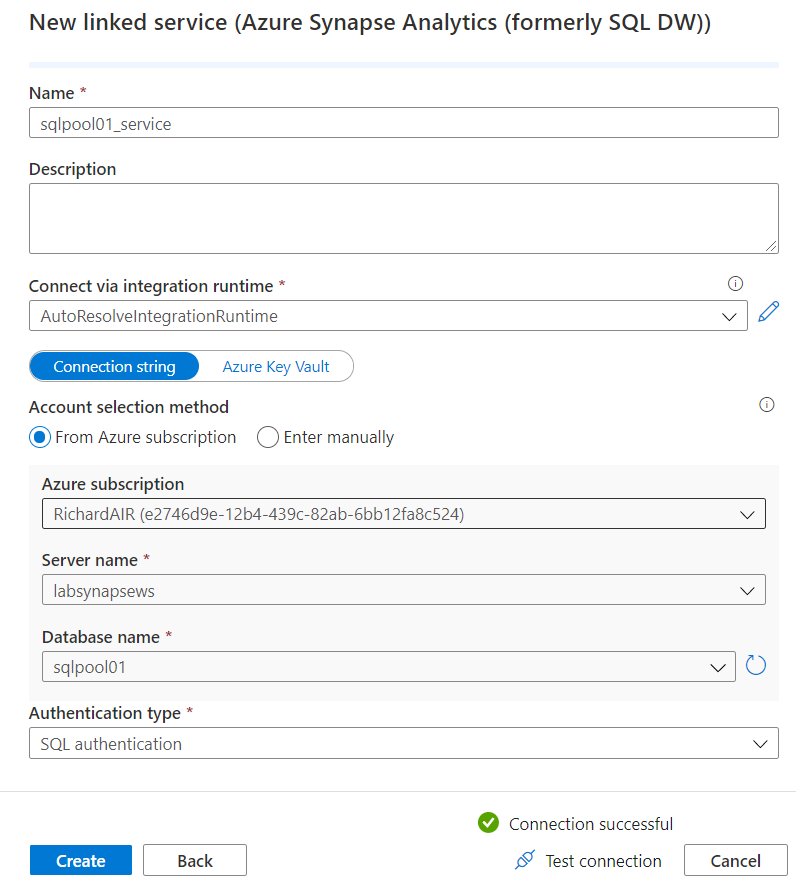 New linked service (Azure Synapse Analytics (formerly SQL DW))
Name *
sqlpool01_service
Description
Connect via integration runtime *
AutoResolveIntegrationRuntime
Connection string Azure Key Vault
Account selection method
From Azure subscription Enter manually
Azure subscription
RichardAIR (e2746d9e-12b4-439c-82ab-6bb12fa8c524)
Server name *
labsynapsews
Database name *
sqlpool01
Authentication type *
SQL authentication
Connection successful
Create Back Test connection Cancel